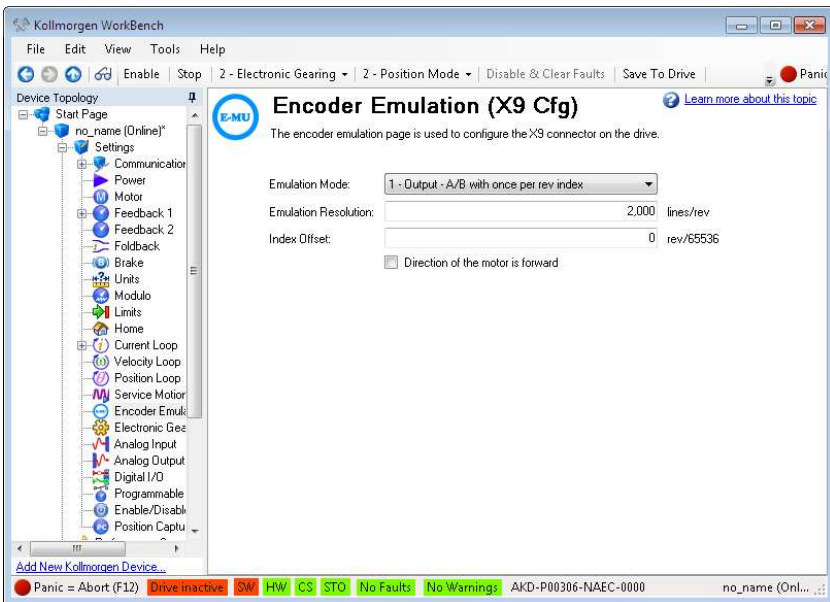 Kollmorgen WorkBench
File Edit View Tools Help
Enable Stop 2 - Electronic Gearing 2 - Position Mode Disable & Clear Faults Save To Drive Panic
Device Topology
Start Page
no_name (Online)*
Settings
Communication
Power
Motor
Feedback 1
Feedback 2
Foldback
Brake
Units
Modulo
Limits
Home
Current Loop
Velocity Loop
Position Loop
Service Motion
Encoder Emula
Electronic Gea
Analog Input
Analog Output
Digital I/O
Programmable
Enable/Disable
Position Captu
Add New Kollmorgen Device...
E-MU
Encoder Emulation (X9 Cfg)
Learn more about this topic
The encoder emulation page is used to configure the X9 connector on the drive.
Emulation Mode: 1 - Output - A/B with once per rev index
Emulation Resolution: 2,000 lines/rev
Index Offset: 0 rev/65536
Direction of the motor is forward
Panic = Abort (F12) Drive inactive SW HW CS STO No Faults No Warnings AKD-P00306-NAEC-0000 no_name (Onl...